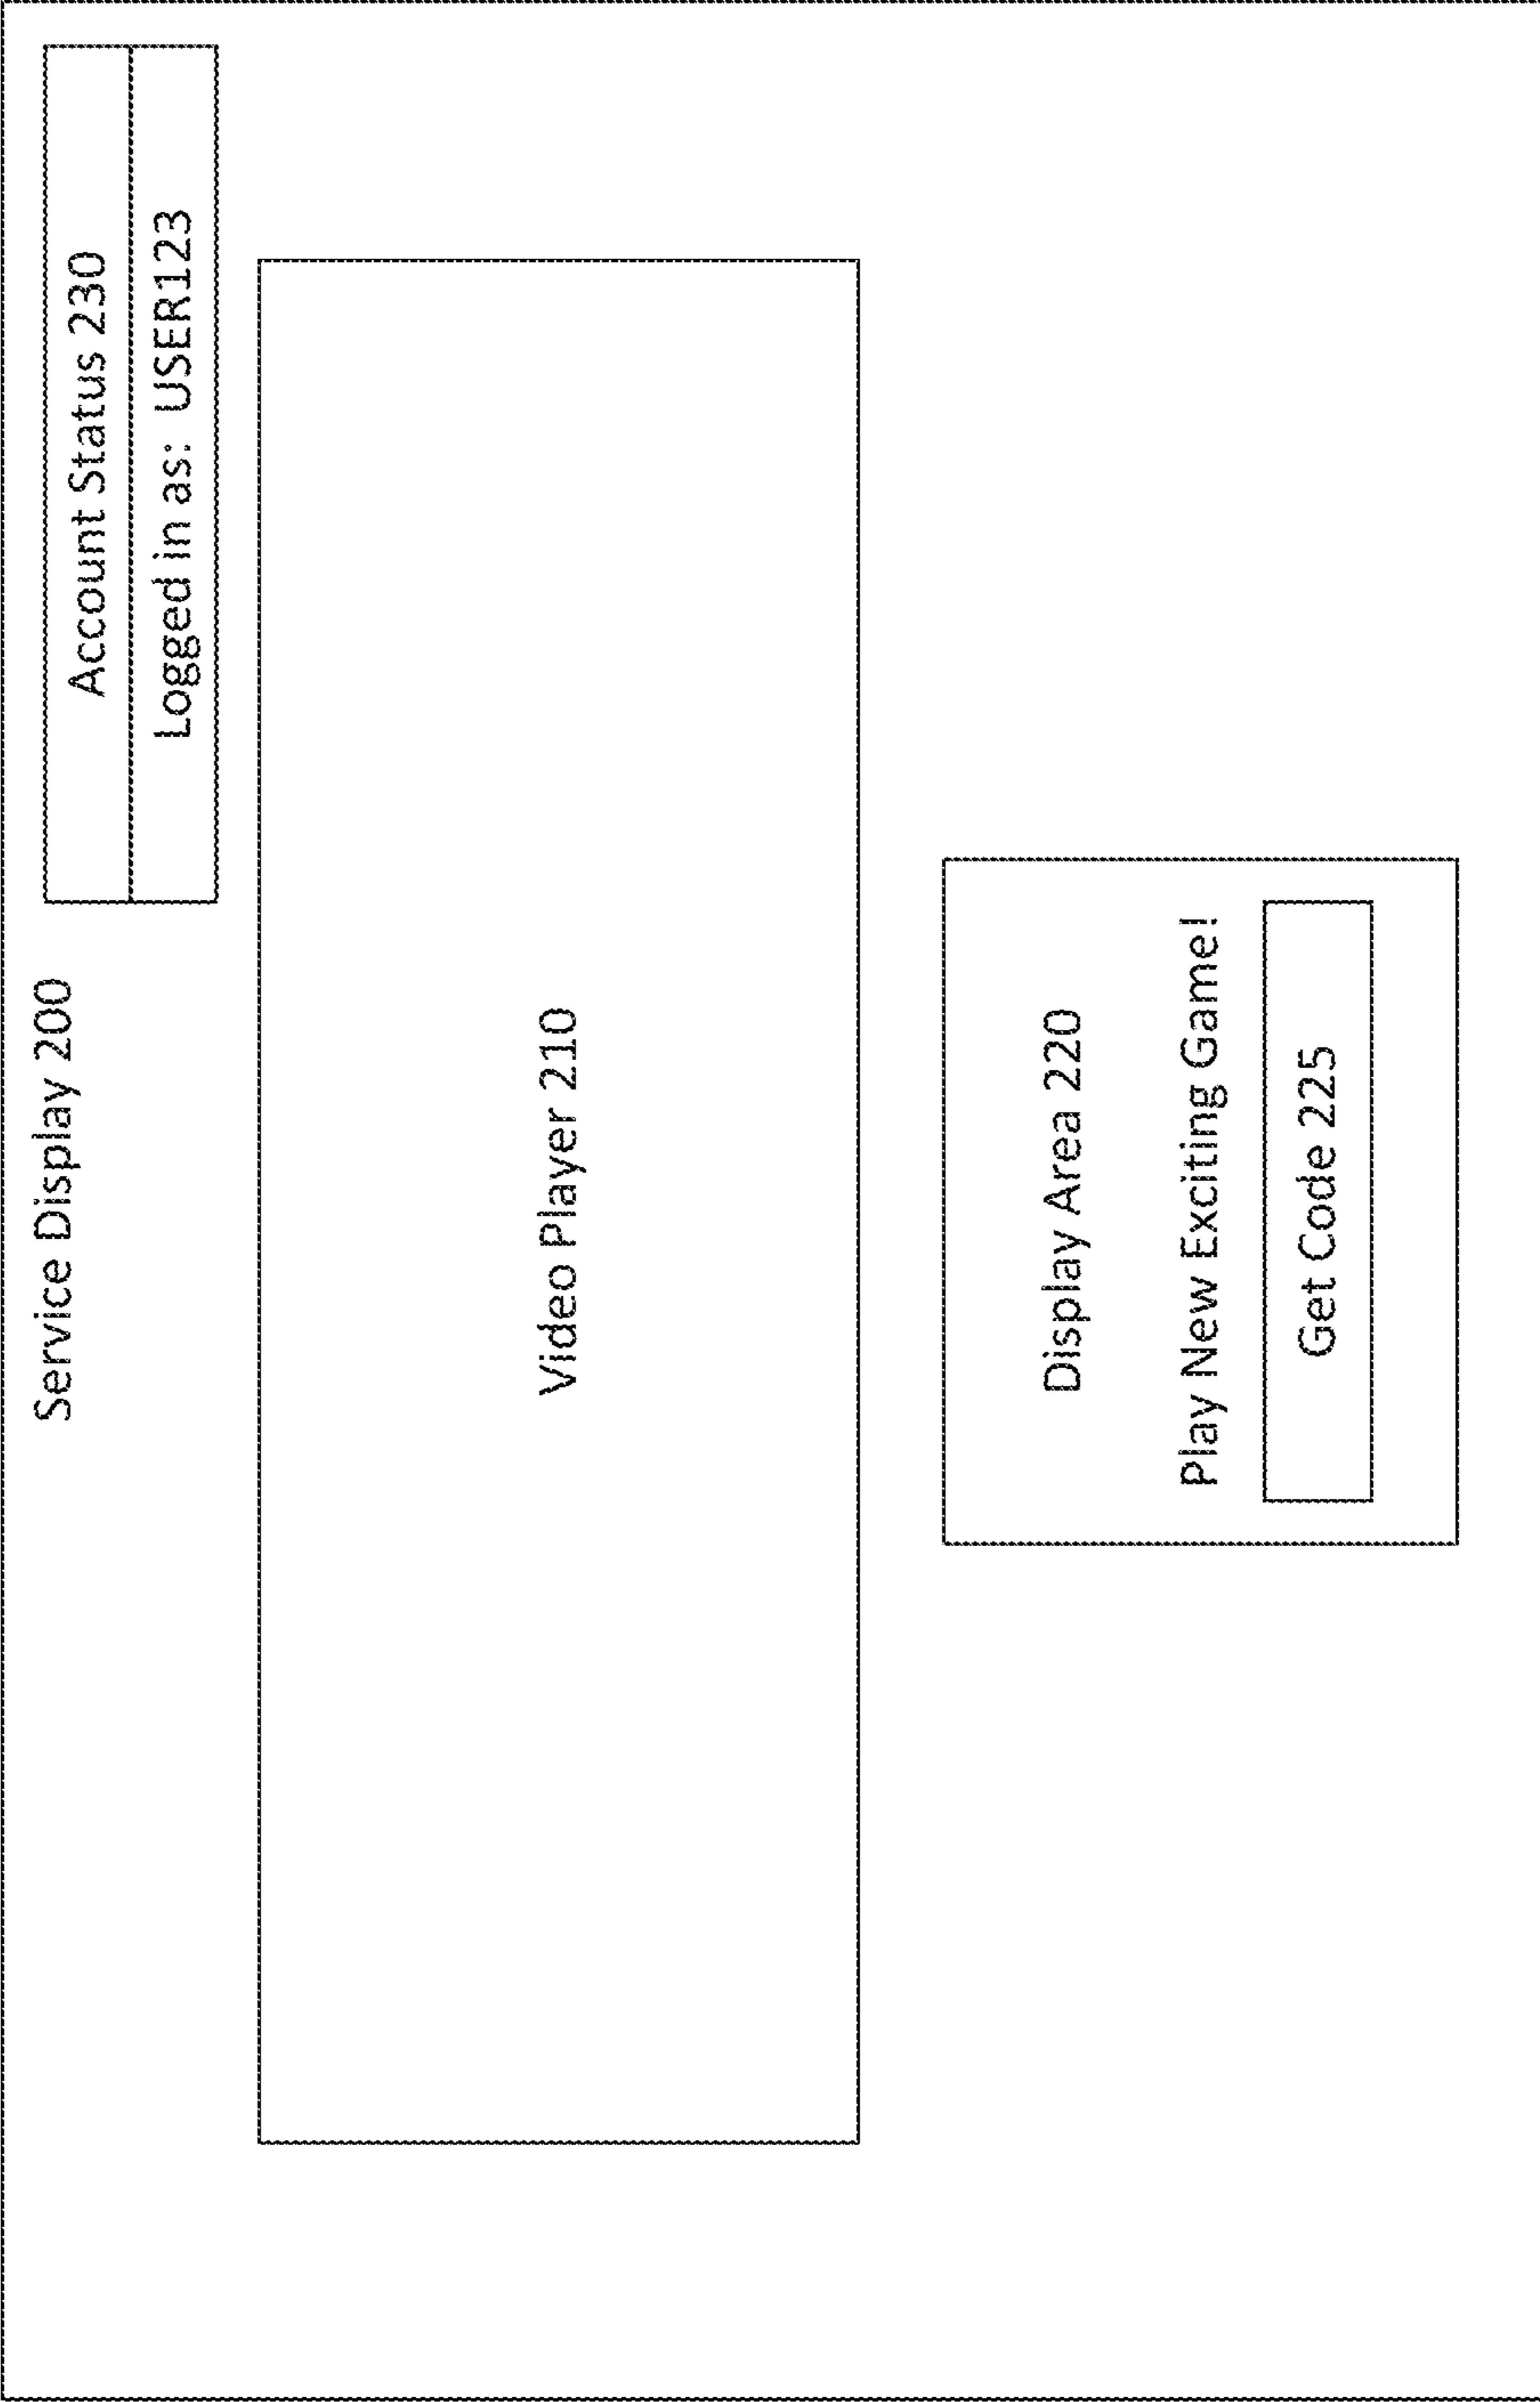 Service Display 200
Account Status 230
Logged in as: USER123
Video Player 210
Display Area 220
Play New Exciting Game!
Get Code 225